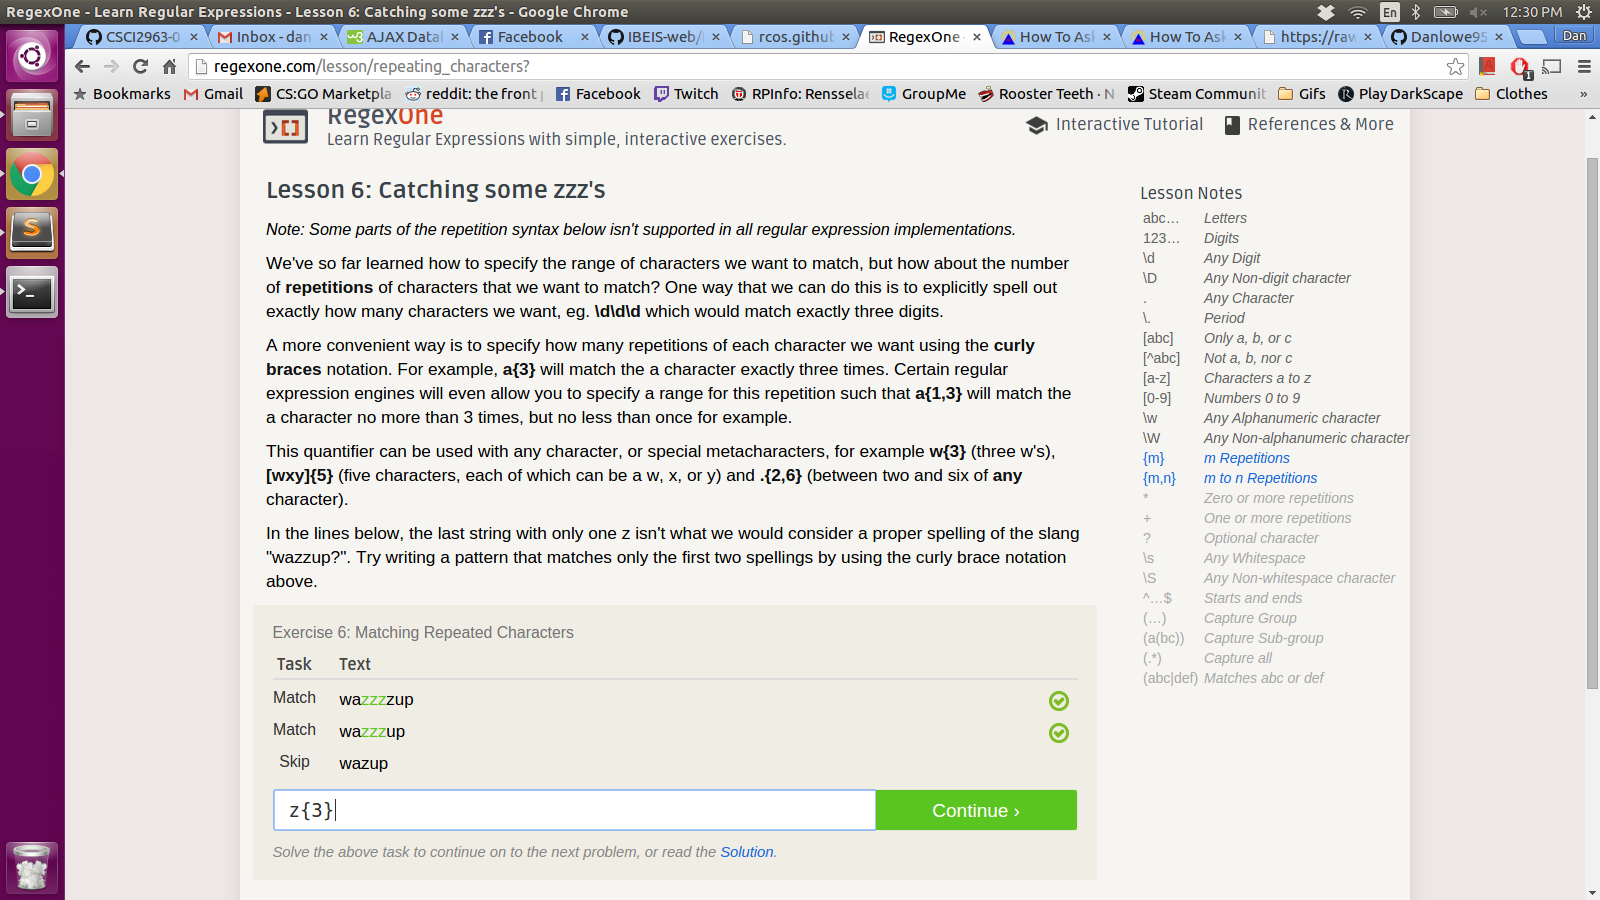 RegexOne - Learn Regular Expressions - Lesson 6: Catching some zzz's - Google Chrome
En
12:30 PM
CSCI2963-0
Inbox - dan
AJAX Datal
Facebook
IBEIS-web/
rcos.github
RegexOne
How To Ask
How To Ask
https://raw
Danlowe95
Dan
regexone.com/lesson/repeating_characters?
1
Bookmarks
Gmail
CS:GO Marketpla
reddit: the front
Facebook
Twitch
RPInfo: Rensselae
GroupMe
Rooster Teeth · N
Steam Communit
Gifs
Play DarkScape
Clothes
»
RegexOne
Learn Regular Expressions with simple, interactive exercises.
Interactive Tutorial
References & More
Lesson 6: Catching some zzz's
Note: Some parts of the repetition syntax below isn't supported in all regular expression implementations.
We've so far learned how to specify the range of characters we want to match, but how about the number
of repetitions of characters that we want to match? One way that we can do this is to explicitly spell out
exactly how many characters we want, eg. \d\d\d which would match exactly three digits.
A more convenient way is to specify how many repetitions of each character we want using the curly
braces notation. For example, a{3} will match the a character exactly three times. Certain regular
expression engines will even allow you to specify a range for this repetition such that a{1,3} will match the
a character no more than 3 times, but no less than once for example.
This quantifier can be used with any character, or special metacharacters, for example w{3} (three w's),
[wxy]{5} (five characters, each of which can be a w, x, or y) and .{2,6} (between two and six of any
character).
In the lines below, the last string with only one z isn't what we would consider a proper spelling of the slang
"wazzup?". Try writing a pattern that matches only the first two spellings by using the curly brace notation
above.
Exercise 6: Matching Repeated Characters
Task Text
Match wazzzzup
Match wazzzup
Skip wazup
z{3}
Continue ›
Solve the above task to continue on to the next problem, or read the Solution.
Lesson Notes
abc… Letters
123… Digits
\d Any Digit
\D Any Non-digit character
. Any Character
\. Period
[abc] Only a, b, or c
[^abc] Not a, b, nor c
[a-z] Characters a to z
[0-9] Numbers 0 to 9
\w Any Alphanumeric character
\W Any Non-alphanumeric character
{m} m Repetitions
{m,n} m to n Repetitions
* Zero or more repetitions
+ One or more repetitions
? Optional character
\s Any Whitespace
\S Any Non-whitespace character
^…$ Starts and ends
(…) Capture Group
(a(bc)) Capture Sub-group
(.*) Capture all
(abc|def) Matches abc or def